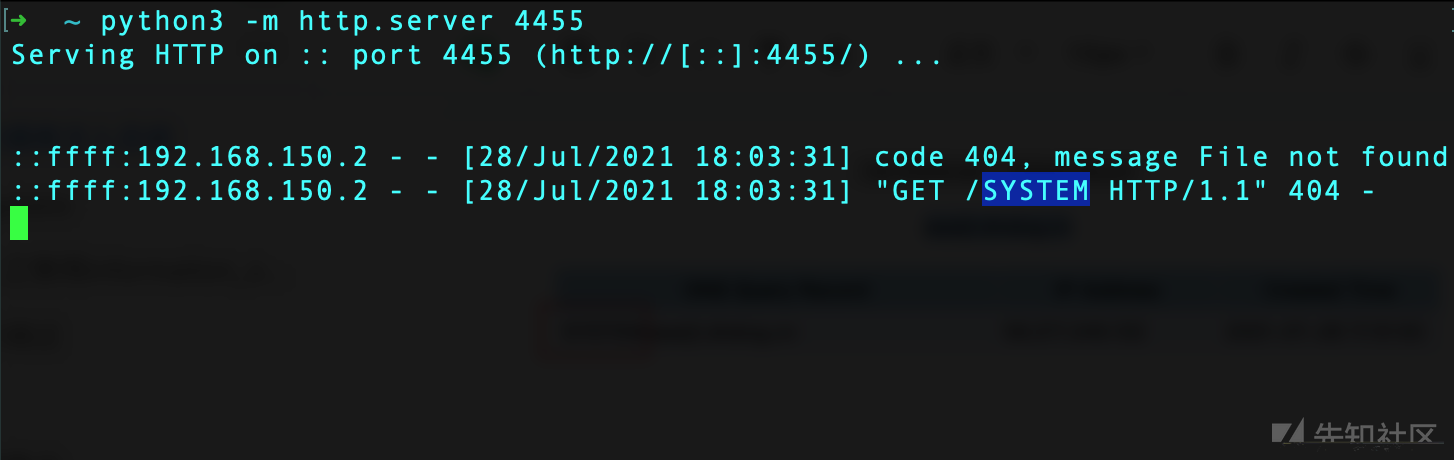 [➜ ~ python3 -m http.server 4455
Serving HTTP on :: port 4455 (http://[::]:4455/) ...
::ffff:192.168.150.2 - - [28/Jul/2021 18:03:31] code 404, message File not found
::ffff:192.168.150.2 - - [28/Jul/2021 18:03:31] "GET /SYSTEM HTTP/1.1" 404 -
先知社区